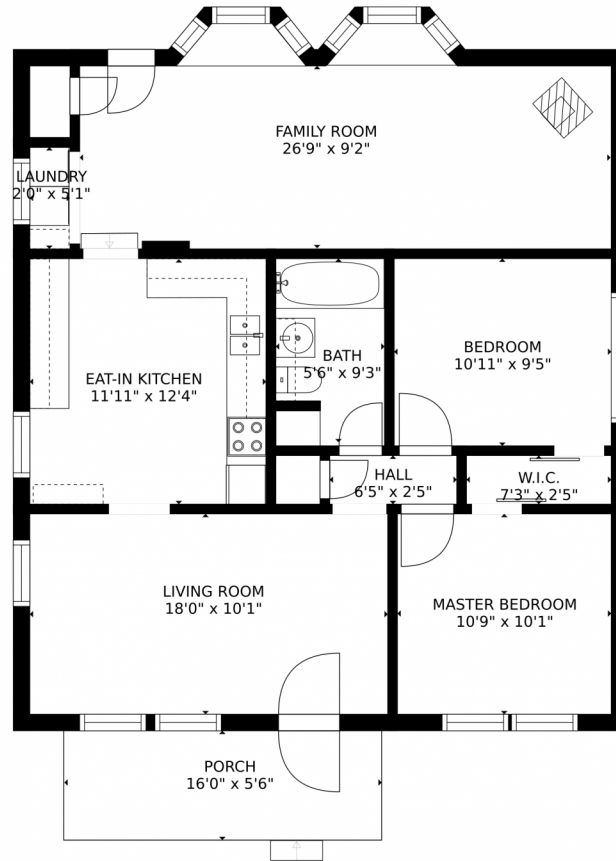 FAMILY ROOM
26'9" x 9'2"
LAUNDRY
2'0" x 5'1"
EAT-IN KITCHEN
11'11" x 12'4"
BATH
5'6" x 9'3"
BEDROOM
10'11" x 9'5"
HALL
6'5" x 2'5"
W.I.C.
7'3" x 2'5"
LIVING ROOM
18'0" x 10'1"
MASTER BEDROOM
10'9" x 10'1"
PORCH
16'0" x 5'6"